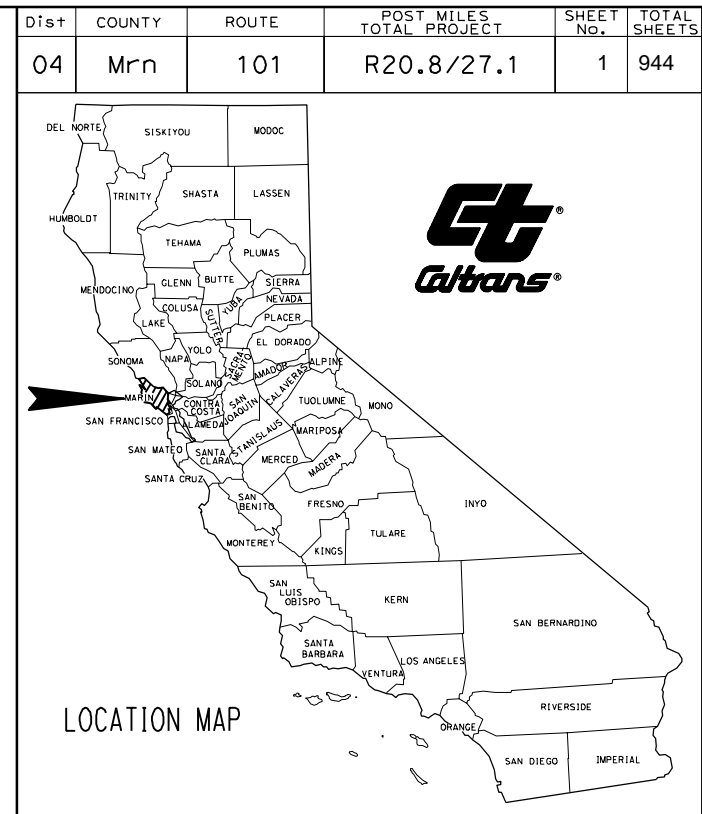 Dist COUNTY ROUTE POST MILES TOTAL PROJECT SHEET No. TOTAL SHEETS
04 Mrn 101 R20.8/27.1 1 944
DEL NORTE
SISKIYOU
MODOC
TRINITY
SHASTA
LASSEN
HUMBOLDT
TEHAMA
PLUMAS
MENDOCINO
GLENN
BUTTE
SIERRA
YUBA
NEVADA
COLUSA
SUTTER
PLACER
LAKE
EL DORADO
YOLO
SONOMA
NAPA
SACRA
MENTO
AMADOR
ALPINE
SOLANO
CALAVERAS
MARIN
CONTRA
COSTA
SAN
JOAQUIN
TUOLUMNE
MONO
SAN FRANCISCO
ALAMEDA
STANISLAUS
MARIPOSA
SAN MATEO
SANTA
CLARA
MERCED
MADERA
SANTA CRUZ
SAN
BENITO
FRESNO
INYO
MONTEREY
KINGS
TULARE
SAN
LUIS
OBISPO
KERN
SAN BERNARDINO
SANTA
BARBARA
VENTURA
LOS ANGELES
RIVERSIDE
ORANGE
SAN DIEGO
IMPERIAL
Ct®
Caltrans®
LOCATION MAP